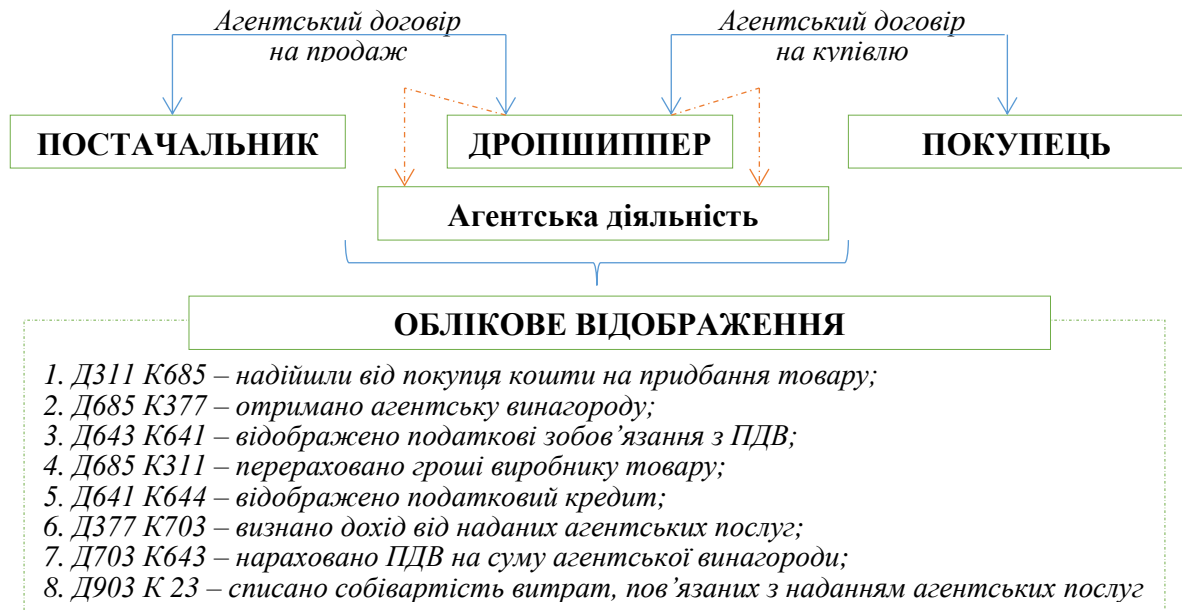 Агентський договір
на продаж
Агентський договір
на купівлю
ПОСТАЧАЛЬНИК
ДРОПШИППЕР
ПОКУПЕЦЬ
Агентська діяльність
ОБЛІКОВЕ ВІДОБРАЖЕННЯ
1. Д311 К685 – надійшли від покупця кошти на придбання товару;
2. Д685 К377 – отримано агентську винагороду;
3. Д643 К641 – відображено податкові зобов’язання з ПДВ;
4. Д685 К311 – перераховано гроші виробнику товару;
5. Д641 К644 – відображено податковий кредит;
6. Д377 К703 – визнано дохід від наданих агентських послуг;
7. Д703 К643 – нараховано ПДВ на суму агентської винагороди;
8. Д903 К 23 – списано собівартість витрат, пов’язаних з наданням агентських послуг